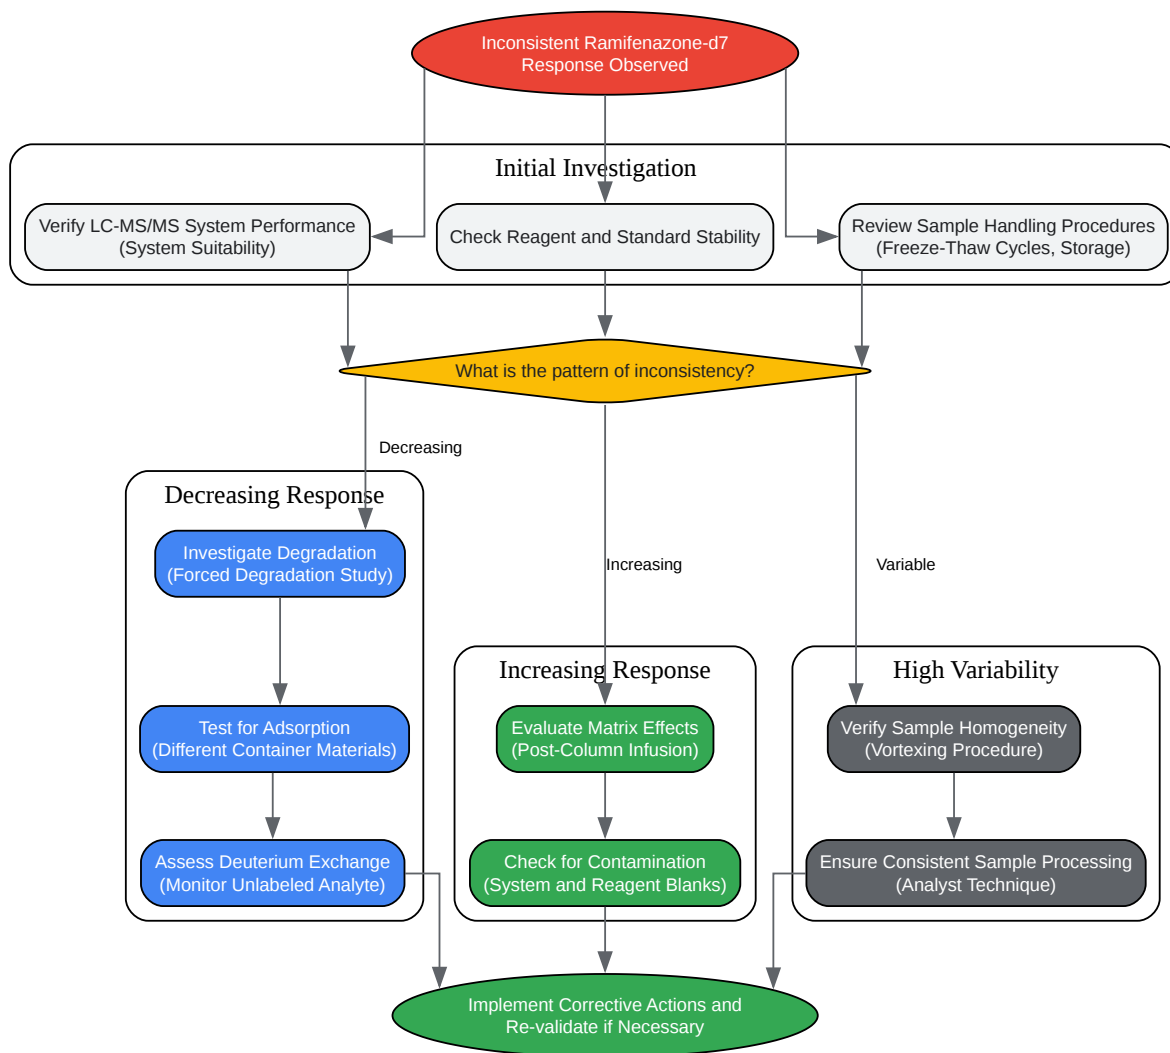 Inconsistent Ramifenazone-d7
Response Observed
Initial Investigation
Verify LC-MS/MS System Performance
(System Suitability)
Check Reagent and Standard Stability
Review Sample Handling Procedures
(Freeze-Thaw Cycles, Storage)
What is the pattern of inconsistency?
Decreasing
Increasing
Variable
Decreasing Response
Investigate Degradation
(Forced Degradation Study)
Test for Adsorption
(Different Container Materials)
Assess Deuterium Exchange
(Monitor Unlabeled Analyte)
Increasing Response
Evaluate Matrix Effects
(Post-Column Infusion)
Check for Contamination
(System and Reagent Blanks)
High Variability
Verify Sample Homogeneity
(Vortexing Procedure)
Ensure Consistent Sample Processing
(Analyst Technique)
Implement Corrective Actions and
Re-validate if Necessary